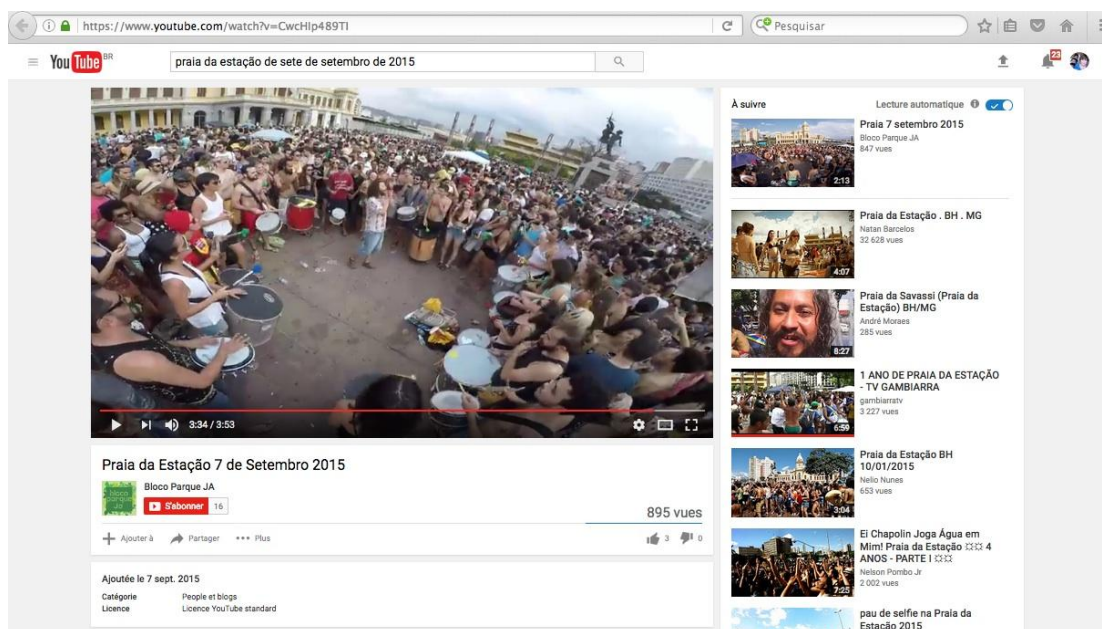 https://www.youtube.com/watch?v=CwcHIp489TI
Pesquisar
YouTube BR
praia da estação de sete de setembro de 2015
23
3:34 / 3:53
Praia da Estação 7 de Setembro 2015
bloco parque Ja
Bloco Parque JA
S'abonner 16
895 vues
Ajouter à Partager Plus
3 0
Ajoutée le 7 sept. 2015
Catégorie People et blogs
Licence Licence YouTube standard
À suivre
Lecture automatique
Praia 7 setembro 2015
Bloco Parque JA
847 vues
2:13
Praia da Estação . BH . MG
Natan Barcelos
32 628 vues
4:07
Praia da Savassi (Praia da
Estação) BH/MG
André Moraes
285 vues
8:27
1 ANO DE PRAIA DA ESTAÇÃO
- TV GAMBIARRA
gambiarratv
3 227 vues
6:59
Praia da Estação BH
10/01/2015
Nelio Nunes
653 vues
3:04
Ei Chapolin Joga Água em
Mim! Praia da Estação ¤¤ 4
ANOS - PARTE I ¤¤
Nelson Pombo Jr
2 002 vues
7:25
pau de selfie na Praia da
Estação 2015